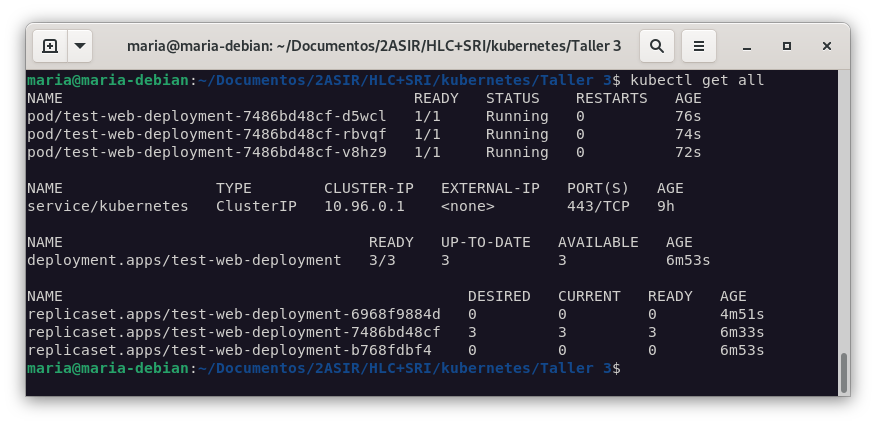 maria@maria-debian: ~/Documentos/2ASIR/HLC+SRI/kubernetes/Taller 3
maria@maria-debian:~/Documentos/2ASIR/HLC+SRI/kubernetes/Taller 3$ kubectl get all
NAME                                       READY   STATUS    RESTARTS   AGE
pod/test-web-deployment-7486bd48cf-d5wcl   1/1     Running   0          76s
pod/test-web-deployment-7486bd48cf-rbvqf   1/1     Running   0          74s
pod/test-web-deployment-7486bd48cf-v8hz9   1/1     Running   0          72s
NAME                 TYPE        CLUSTER-IP   EXTERNAL-IP   PORT(S)   AGE
service/kubernetes   ClusterIP   10.96.0.1    <none>        443/TCP   9h
NAME                                  READY   UP-TO-DATE   AVAILABLE   AGE
deployment.apps/test-web-deployment   3/3     3            3           6m53s
NAME                                             DESIRED   CURRENT   READY   AGE
replicaset.apps/test-web-deployment-6968f9884d   0         0         0       4m51s
replicaset.apps/test-web-deployment-7486bd48cf   3         3         3       6m33s
replicaset.apps/test-web-deployment-b768fdbf4    0         0         0       6m53s
maria@maria-debian:~/Documentos/2ASIR/HLC+SRI/kubernetes/Taller 3$